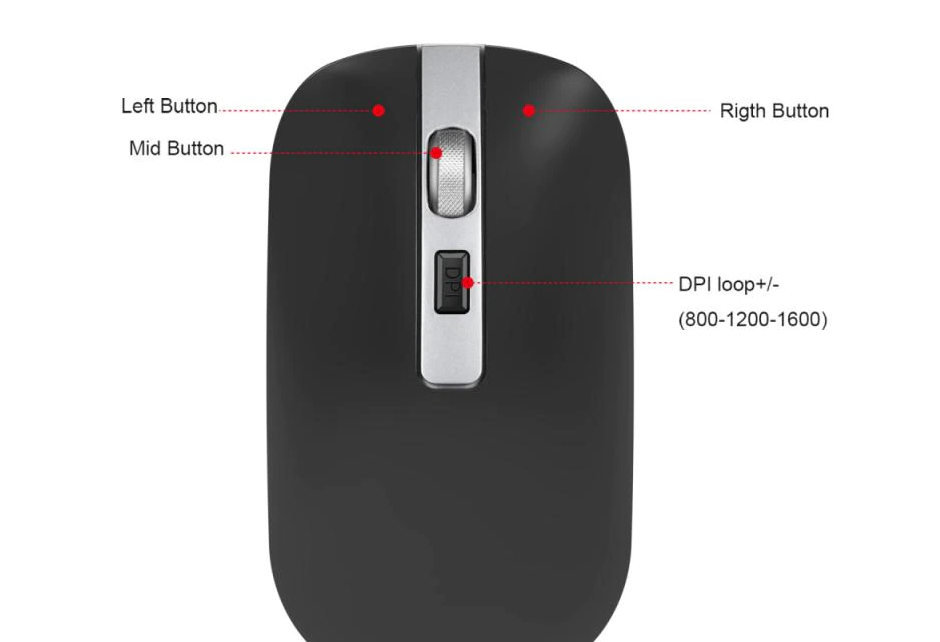 Left Button
Rigth Button
Mid Button
DPI
DPI loop+/-
(800-1200-1600)